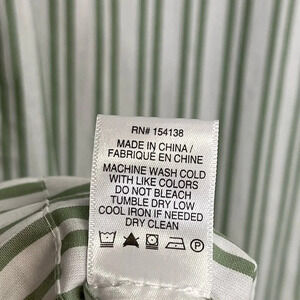 RN# 154138
MADE IN CHINA/
FABRIQUÉ EN CHINE
MACHINE WASH COLD
WITH LIKE COLORS
DO NOT BLEACH
TUMBLE DRY LOW
COOL IRON IF NEEDED
DRY CLEAN